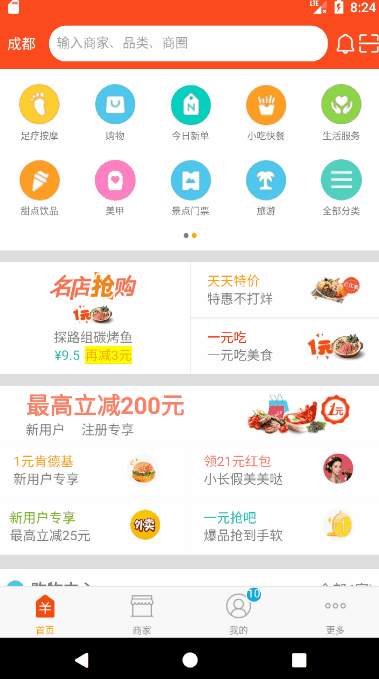 LTE 8:24
成都 输入商家、品类、商圈
足疗按摩 购物 今日新单 小吃快餐 生活服务
甜点饮品 美甲 景点门票 旅游 全部分类
名店抢购
1元
探路组碳烤鱼
¥9.5 再减3元
天天特价
特惠不打烊
一元吃
一元吃美食
1元
最高立减200元
新用户 注册专享
1元
1元肯德基
新用户专享
领21元红包
小长假美美哒
新用户专享
最高立减25元
外卖
一元抢吧
爆品抢到手软
购物中心
首页 商家 我的 10 更多